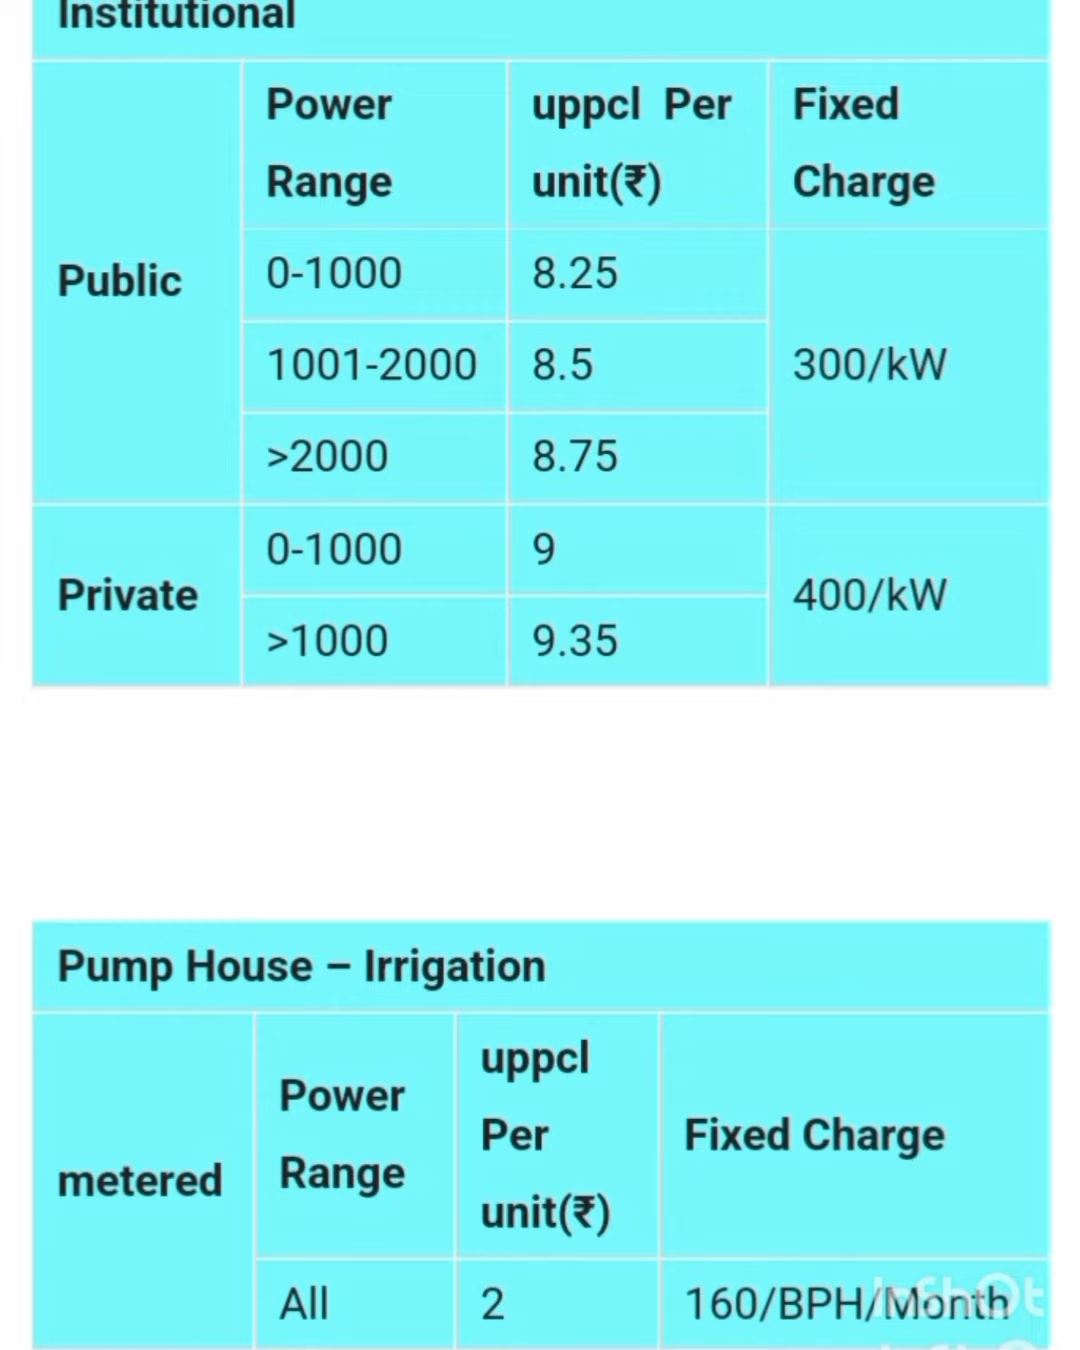 Institutional
Public
Power Range
uppcl Per unit(₹)
Fixed Charge
0-1000
8.25
300/kW
1001-2000
8.5
>2000
8.75
Private
0-1000
9
400/kW
>1000
9.35
Pump House – Irrigation
metered
Power Range
uppcl Per unit(₹)
Fixed Charge
All
2
160/BPH/Month
InShOt